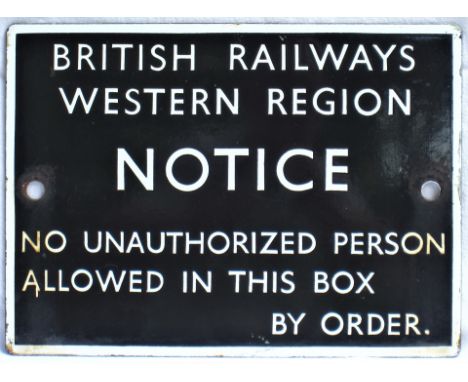 BRITISH RAILWAYS
WESTERN REGION
NOTICE
NO UNAUTHORIZED PERSON
ALLOWED IN THIS BOX
BY ORDER.